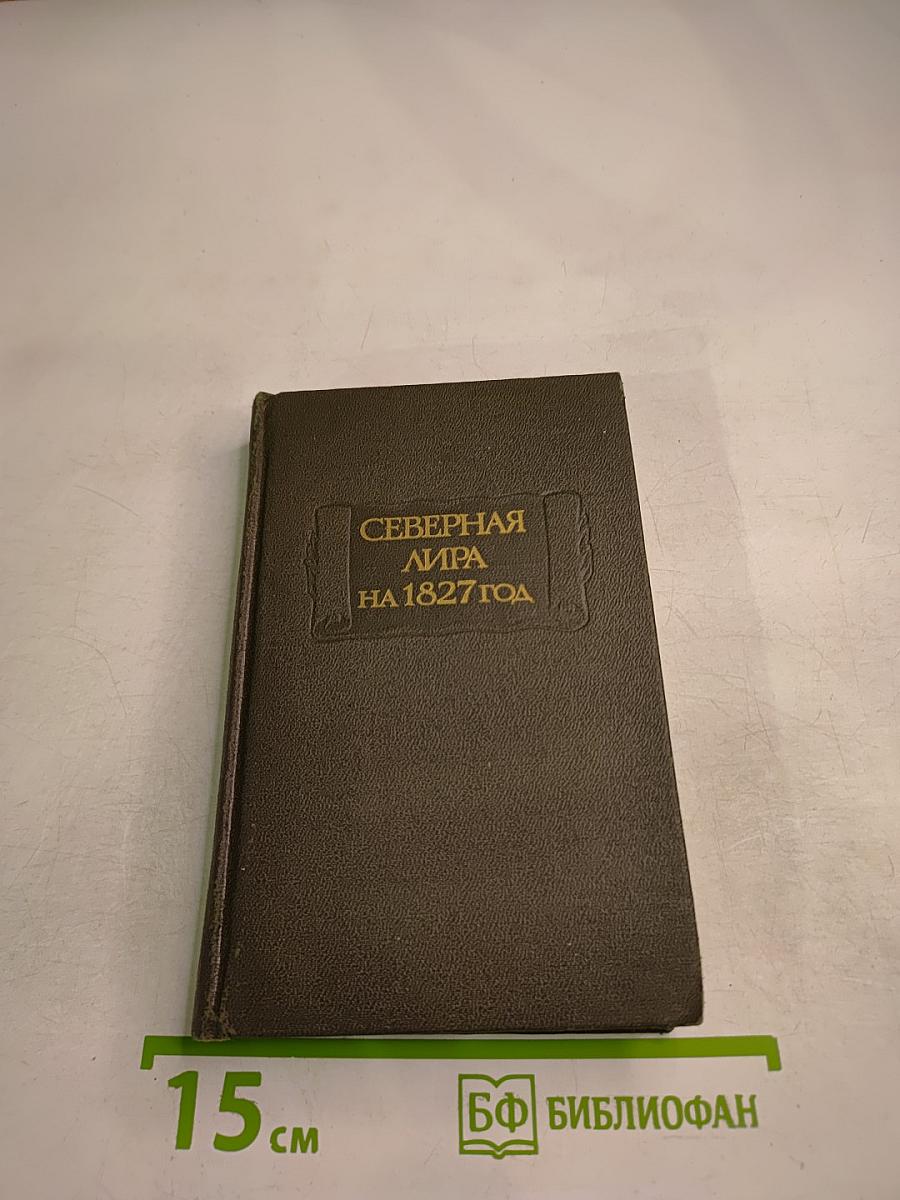 СЕВЕРНАЯ
ЛИРА
НА 1827 ГОД
15 см
БФ БИБЛИОФАН